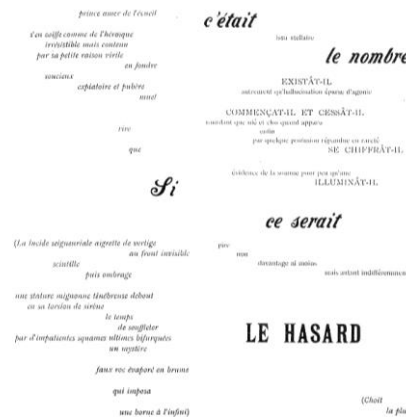 prince amer de l'écueil
s'en coiffe comme de l'héroïque
irrésistible mais contenu
par sa petite raison virile
en foudre
soucieux
expiatoire et pubère
muet
rire
que
Si
(La lucide seigneuriale aigrette de vertige
au front invisible
scintille
puis ombrage
une stature mignonne ténébreuse debout
en sa torsion de sirène
le temps
de souffleter
par d'impatientes squames ultimes bifurquées
un mystère
faux roc évaporé en brume
qui imposa
une borne à l'infini)
c'était
issu stellaire
le nombre
EXISTÂT-IL
autrement qu'hallucination éparse d'agonie
COMMENÇAT-IL ET CESSÂT-IL
sourdant que nié et clos quand apparu
enfin
par quelque profusion répandue en rareté
SE CHIFFRÂT-IL
évidence de la somme pour peu qu'une
ILLUMINÂT-IL
ce serait
pire
non
davantage ni moins
mais autant indifféremment
LE HASARD
(Choit
la plu